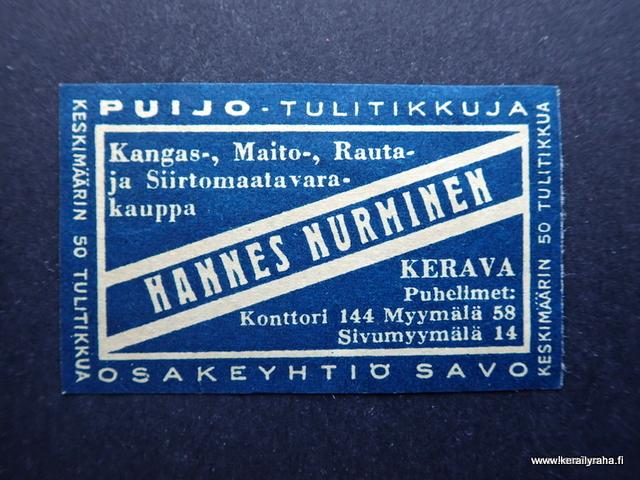 PUIJO - TULITIKKUJA
KESKIMÄÄRIN 50 TULITIKKUA
Kangas-, Maito-, Rauta-
ja Siirtomaatavara-
kauppa
HANNES NURMINEN
KERAVA
Puhelimet:
Konttori 144 Myymälä 58
Sivumyymälä 14
KESKIMÄÄRIN 50 TULITIKKUA
OSAKEYHTIÖ SAVO
www.kerailyraha.fi